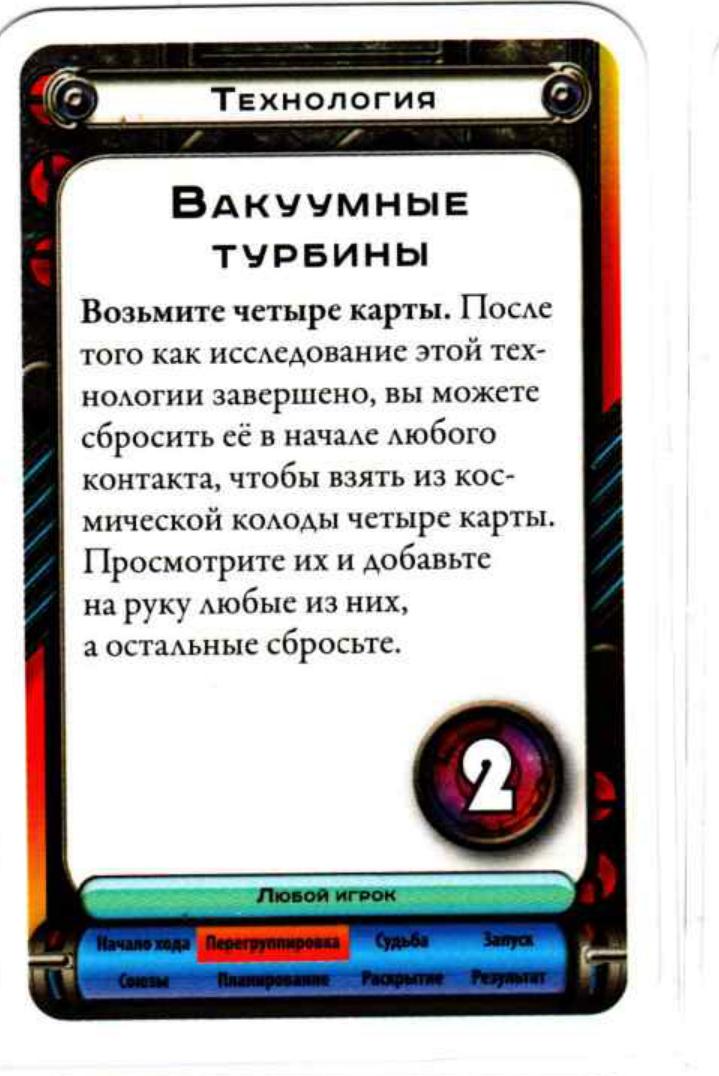 Технология
Вакуумные
турбины
Возьмите четыре карты. После
того как исследование этой тех-
нологии завершено, вы можете
сбросить её в начале любого
контакта, чтобы взять из кос-
мической колоды четыре карты.
Просмотрите их и добавьте
на руку любые из них,
а остальные сбросьте.
2
Любой игрок
Начало хода Перегруппировка Судьба Запуск
Союзы Планирование Раскрытие Результат